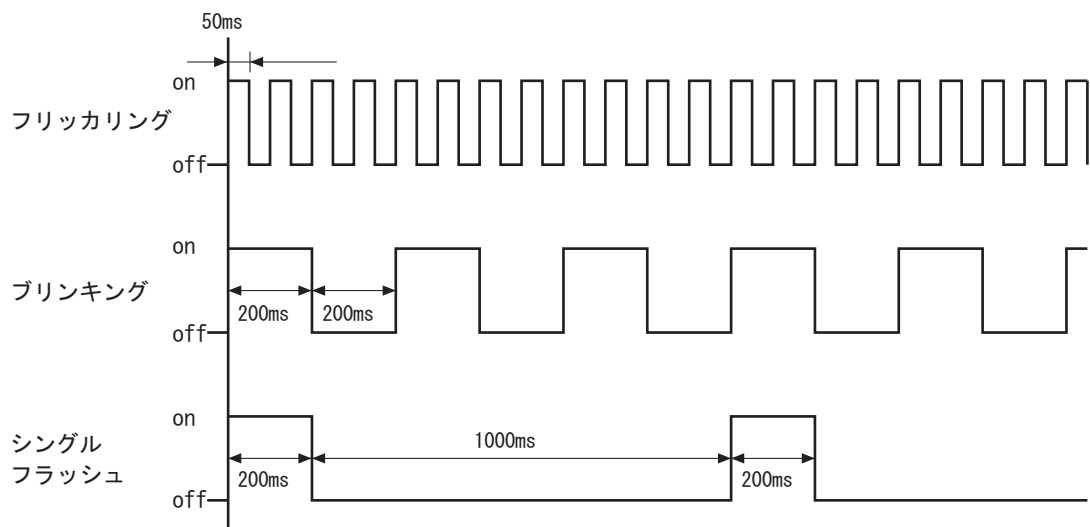 50ms
on
フリッカリング
off
on
ブリンキング
200ms
200ms
off
on
シングル
フラッシュ
1000ms
200ms
200ms
off